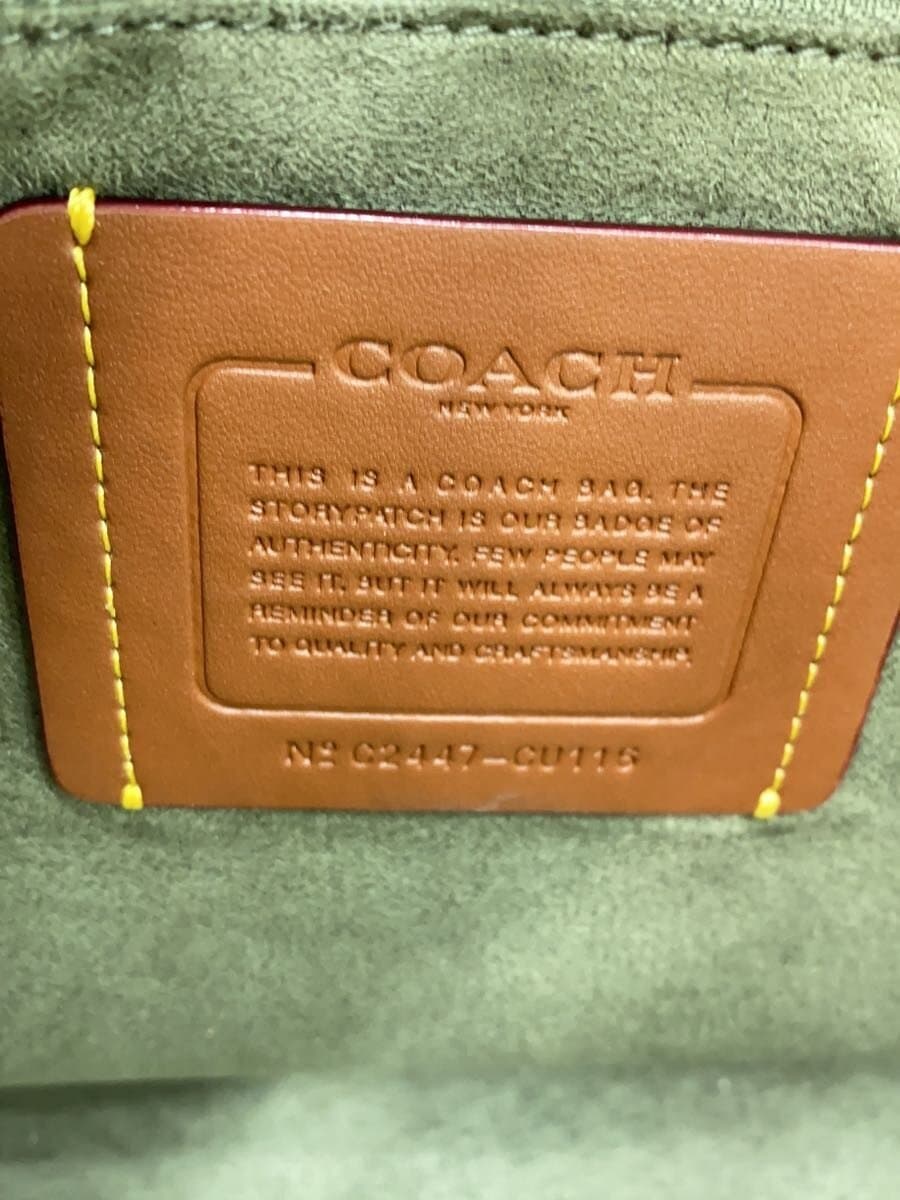 COACH
NEW YORK
THIS IS A COACH BAG. THE
STORYPATCH IS OUR BADGE OF
AUTHENTICITY. FEW PEOPLE MAY
SEE IT. BUT IT WILL ALWAYS BE A
REMINDER OF OUR COMMITMENT
TO QUALITY AND CRAFTSMANSHIP.
Nº C2447-CU115